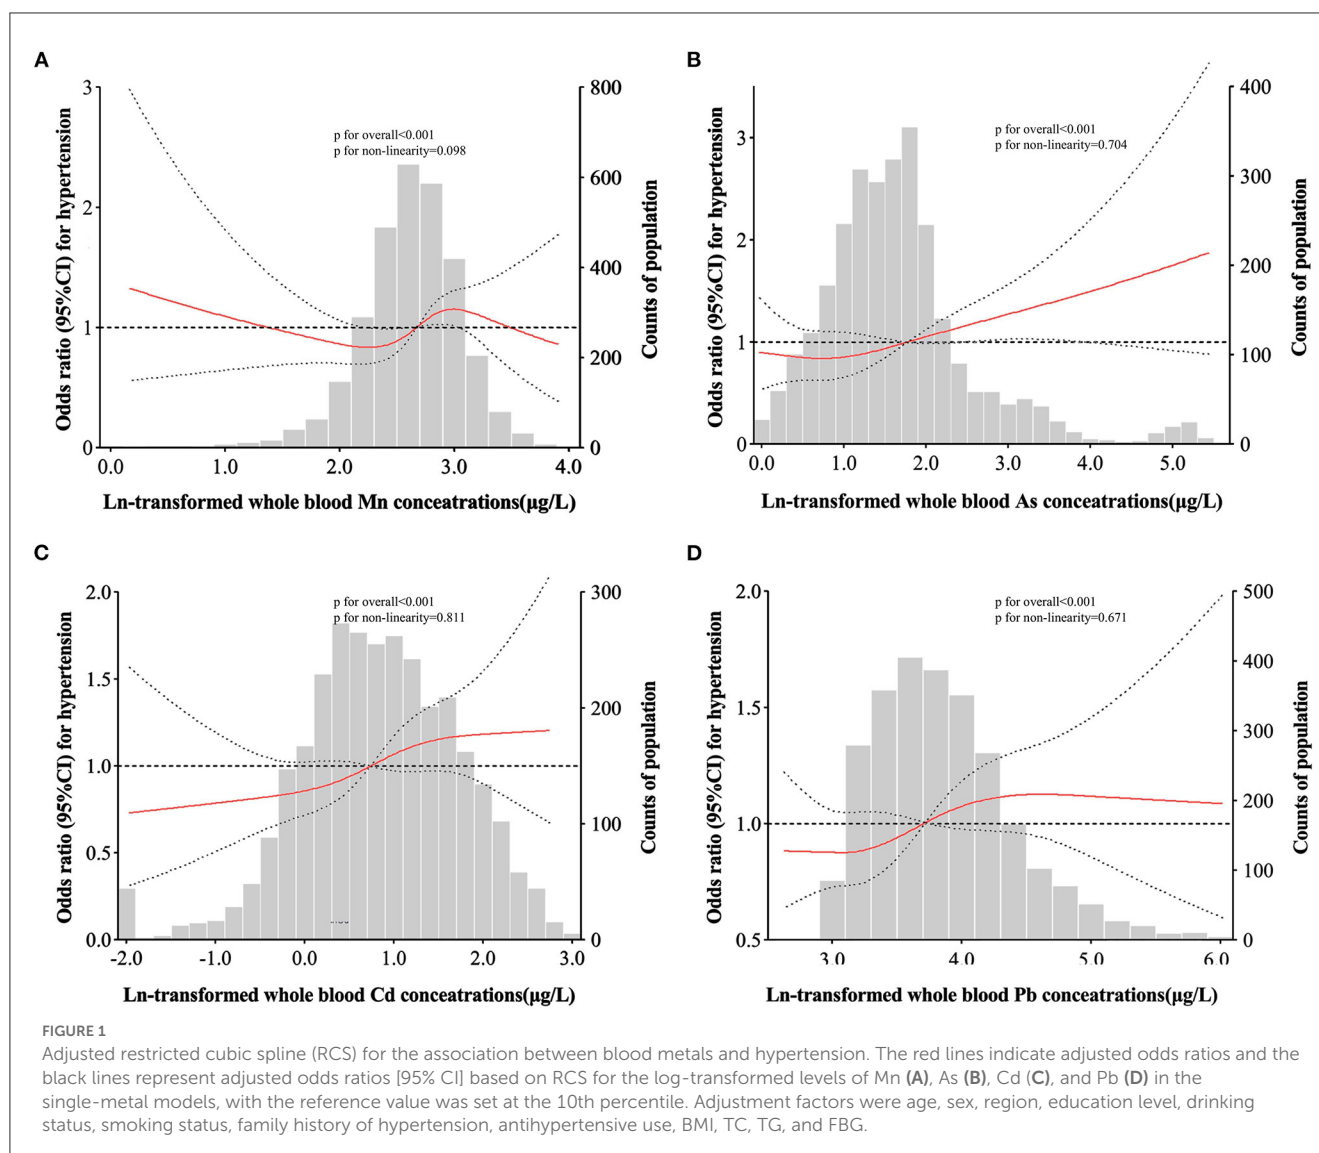 A
3
2
1
0
Odds ratio (95%CI) for hypertension
p for overall<0.001
p for non-linearity=0.098
800
600
400
200
0
Counts of population
0.0 1.0 2.0 3.0 4.0
Ln-transformed whole blood Mn conceatrations(μg/L)
B
3
2
1
0
Odds ratio (95%CI) for hypertension
p for overall<0.001
p for non-linearity=0.704
400
300
200
100
0
Counts of population
0.0 1.0 2.0 3.0 4.0 5.0
Ln-transformed whole blood As conceatrations(μg/L)
C
2.0
1.5
1.0
0.5
0.0
Odds ratio (95%CI) for hypertension
p for overall<0.001
p for non-linearity=0.811
300
200
100
0
Counts of population
-2.0 -1.0 0.0 1.0 2.0 3.0
Ln-transformed whole blood Cd conceatrations(μg/L)
D
2.0
1.5
1.0
0.5
Odds ratio (95%CI) for hypertension
p for overall<0.001
p for non-linearity=0.671
500
400
300
200
100
0
Counts of population
3.0 4.0 5.0 6.0
Ln-transformed whole blood Pb conceatrations(μg/L)
FIGURE 1
Adjusted restricted cubic spline (RCS) for the association between blood metals and hypertension. The red lines indicate adjusted odds ratios and the
black lines represent adjusted odds ratios [95% CI] based on RCS for the log-transformed levels of Mn (A), As (B), Cd (C), and Pb (D) in the
single-metal models, with the reference value was set at the 10th percentile. Adjustment factors were age, sex, region, education level, drinking
status, smoking status, family history of hypertension, antihypertensive use, BMI, TC, TG, and FBG.